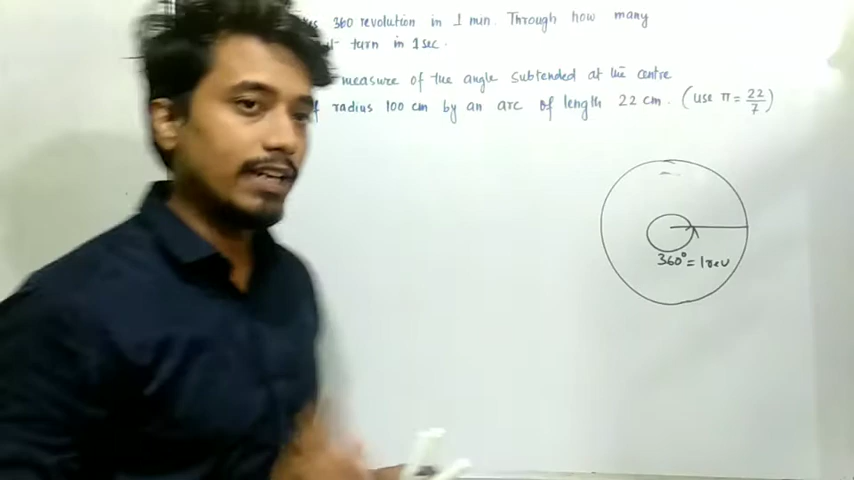 360 revolution in 1 min. Through how many
turn in 1 sec.
measure of the angle subtended at the centre
of radius 100 cm by an arc of length 22 cm. (use π = 22/7)
360° = 1 rev